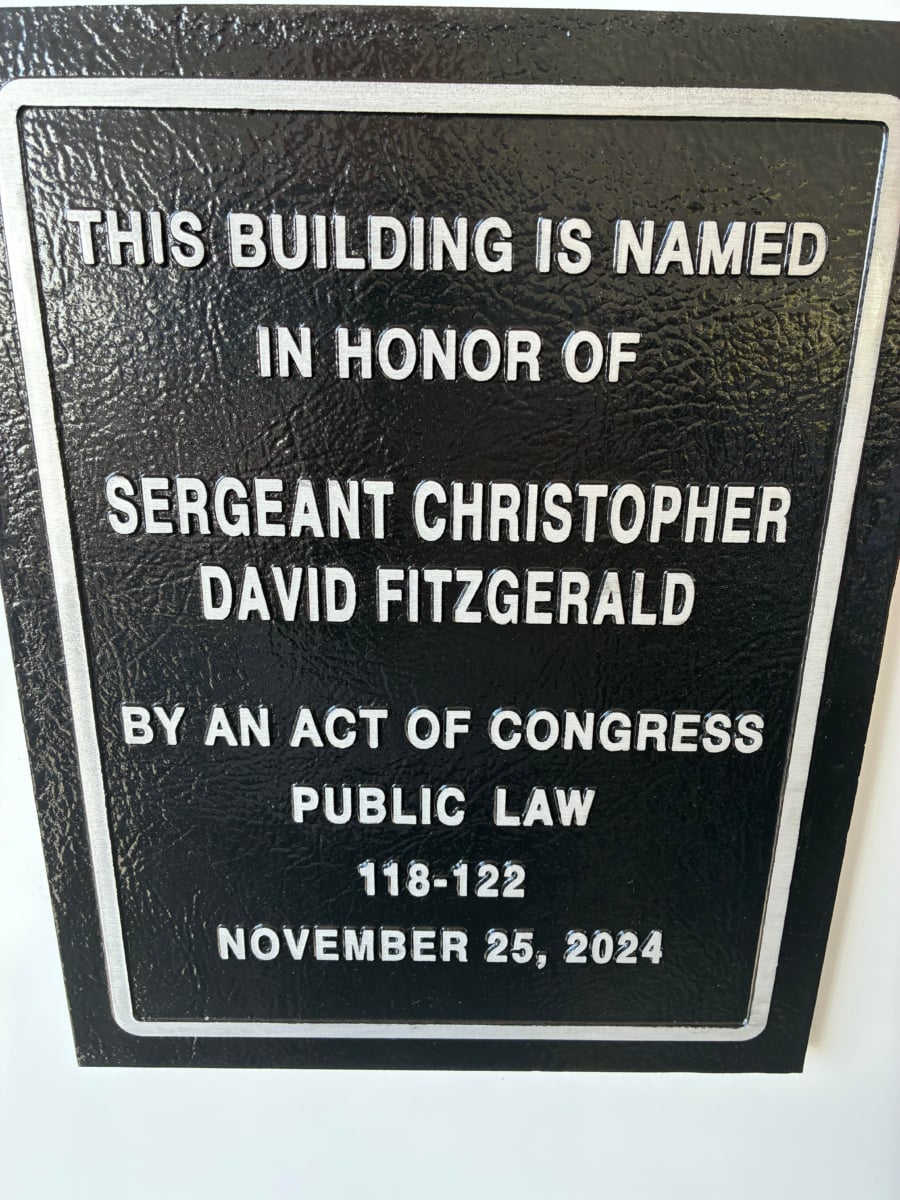 THIS BUILDING IS NAMED
IN HONOR OF
SERGEANT CHRISTOPHER
DAVID FITZGERALD
BY AN ACT OF CONGRESS
PUBLIC LAW
118-122
NOVEMBER 25, 2024